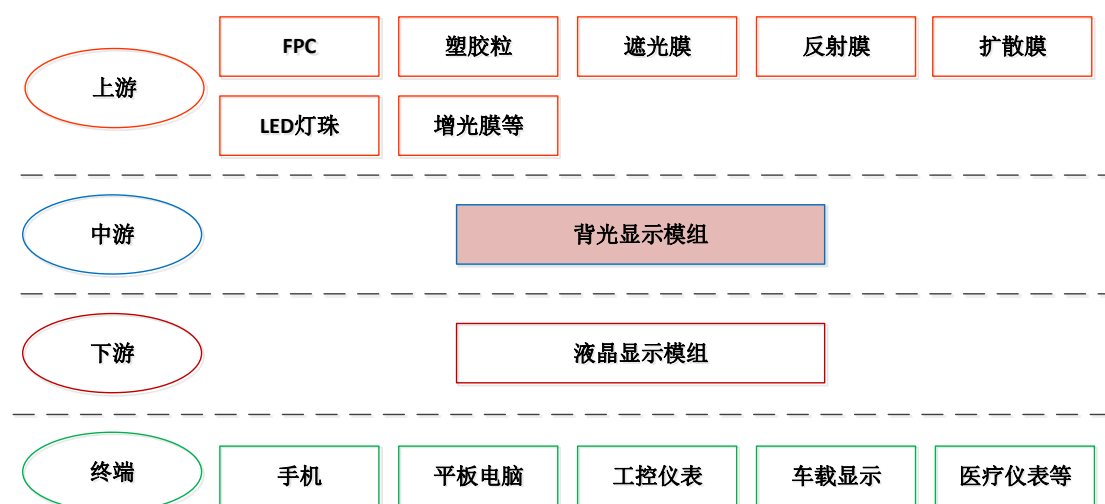 上游
FPC
塑胶粒
遮光膜
反射膜
扩散膜
LED灯珠
增光膜等
中游
背光显示模组
下游
液晶显示模组
终端
手机
平板电脑
工控仪表
车载显示
医疗仪表等